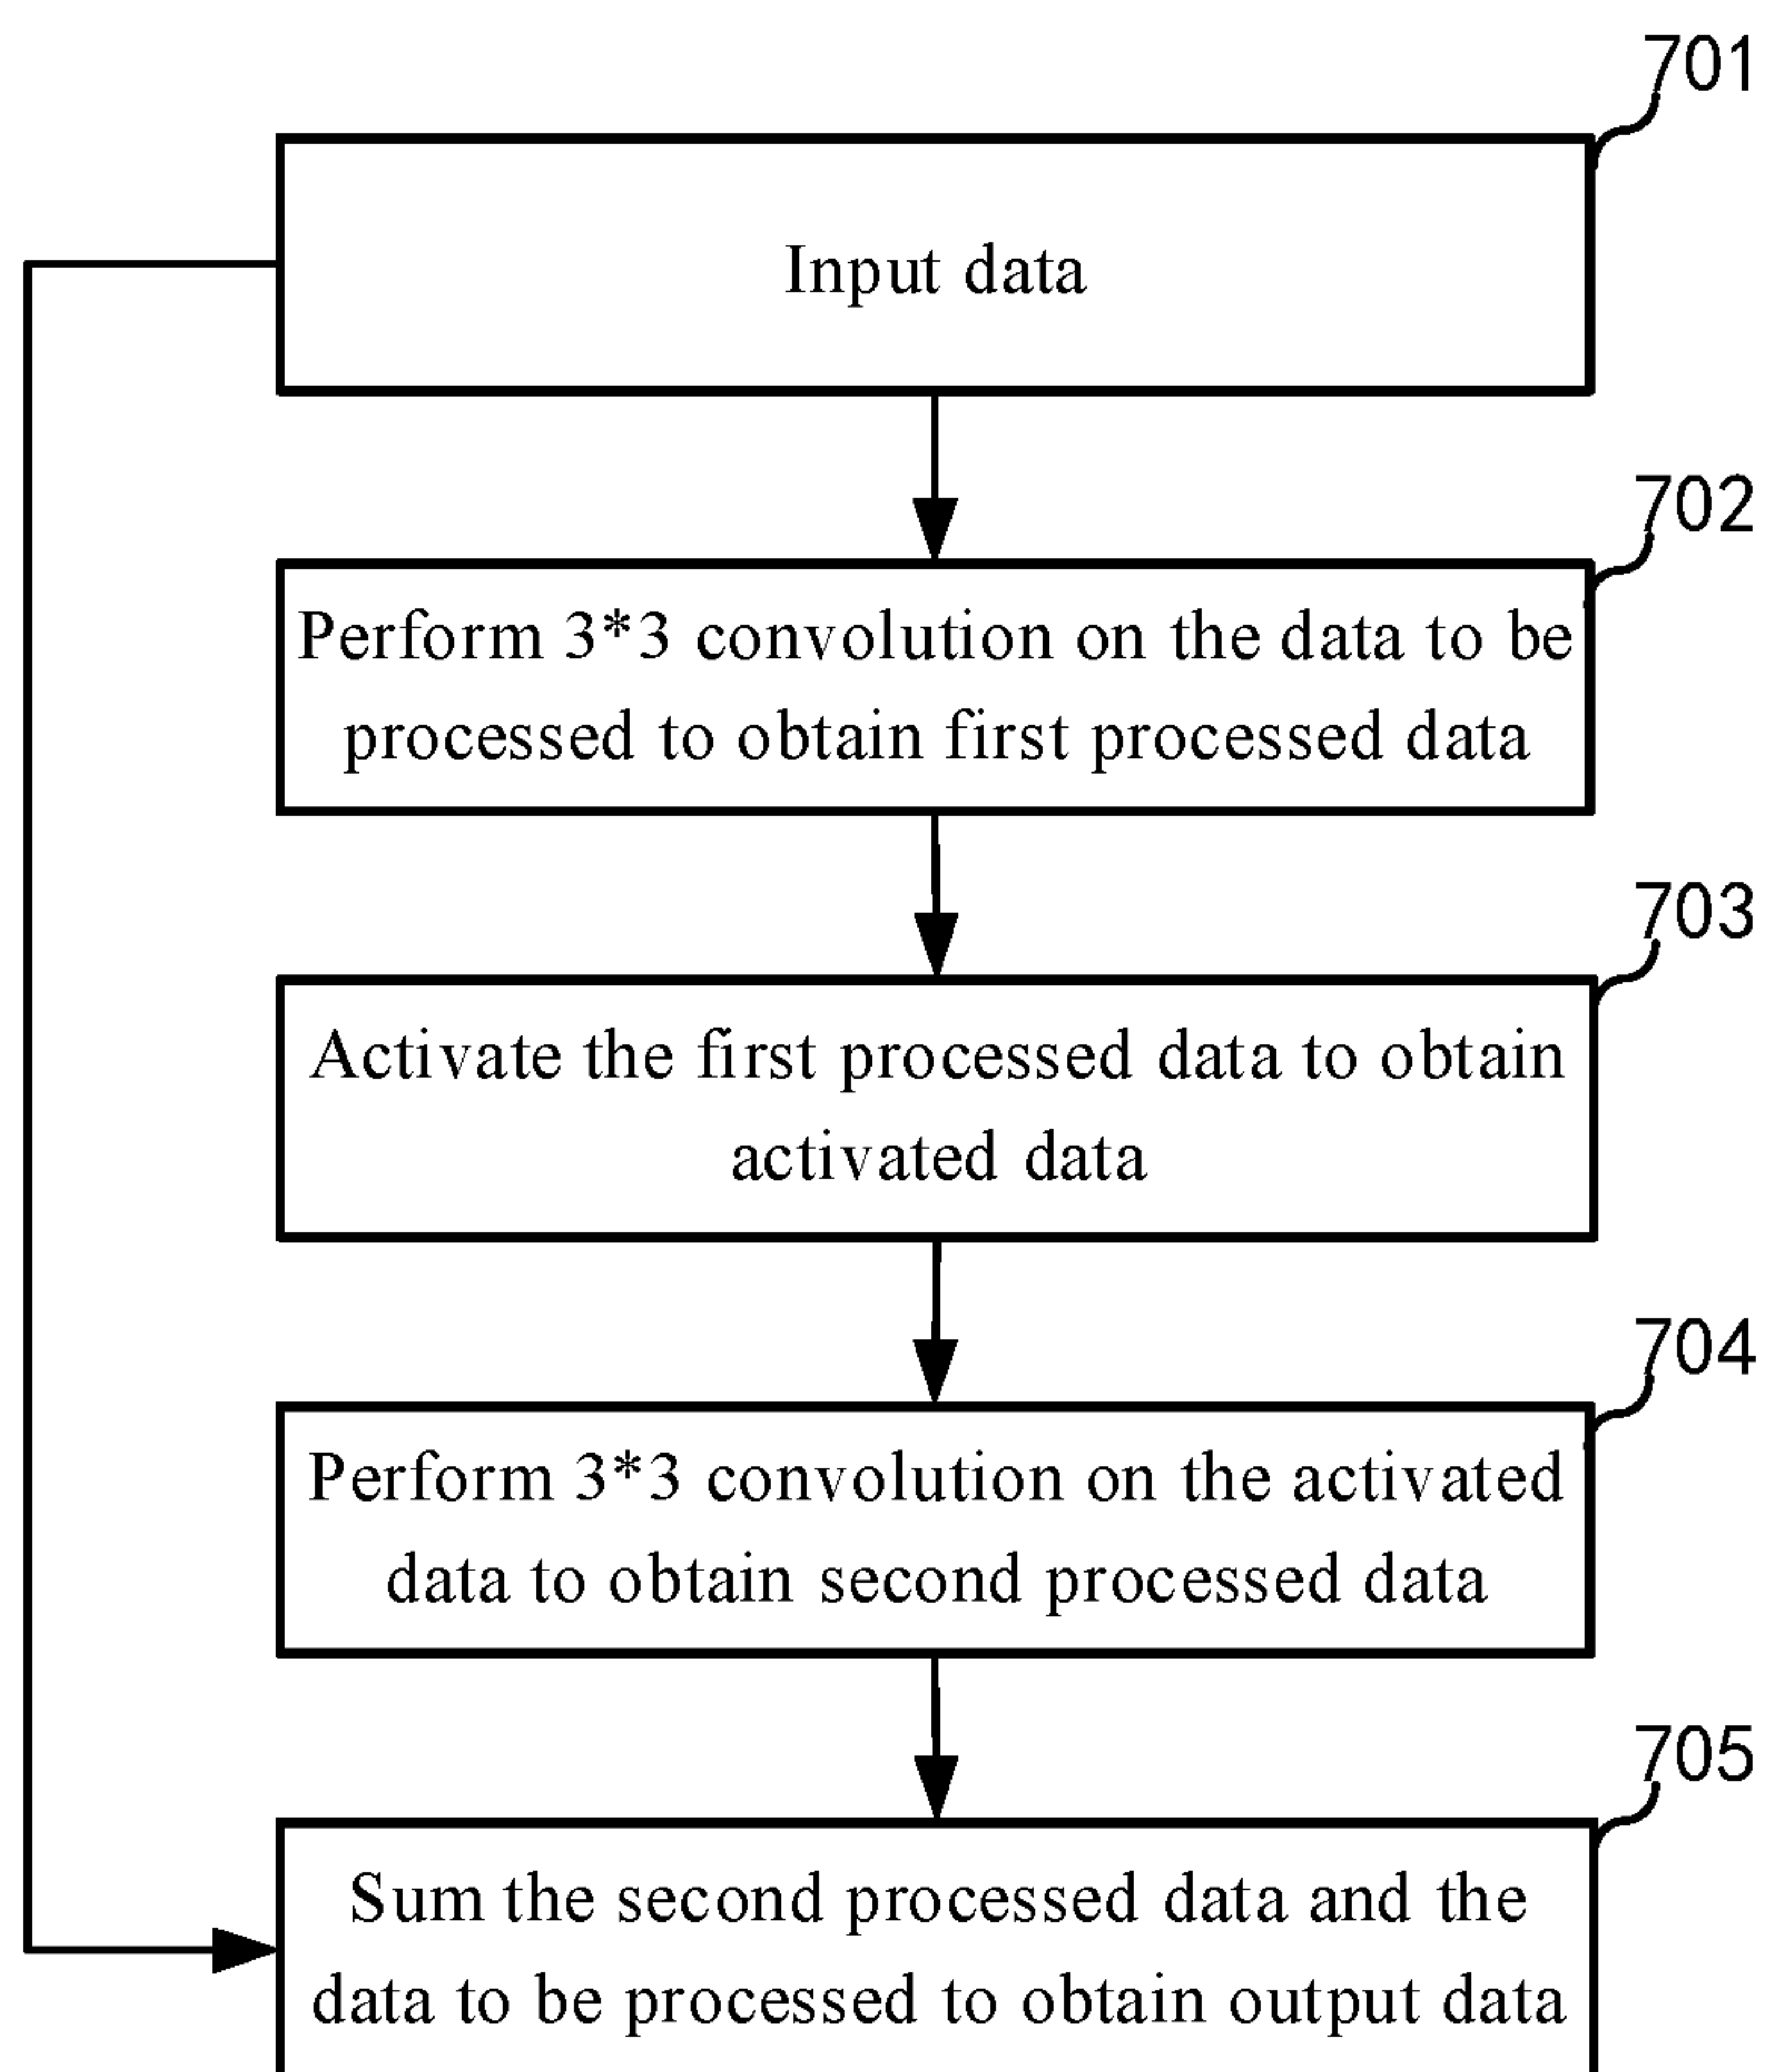 701
Input data
702
Perform 3*3 convolution on the data to be
processed to obtain first processed data
703
Activate the first processed data to obtain
activated data
704
Perform 3*3 convolution on the activated
data to obtain second processed data
705
Sum the second processed data and the
data to be processed to obtain output data